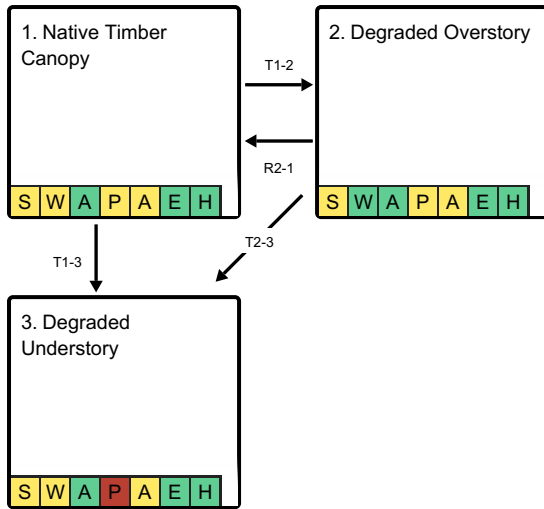 1. Native Timber
Canopy
2. Degraded Overstory
T1-2
R2-1
S W A P A E H
S W A P A E H
T1-3
T2-3
3. Degraded
Understory
S W A P A E H